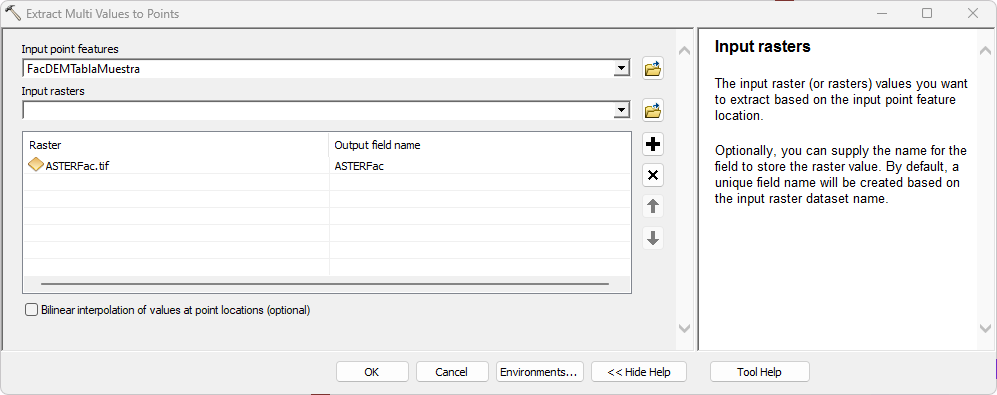 Extract Multi Values to Points
Input point features
FacDEMTablaMuestra
Input rasters
Raster
Output field name
ASTERFac.tif
ASTERFac
Bilinear interpolation of values at point locations (optional)
Input rasters
The input raster (or rasters) values you want
to extract based on the input point feature
location.
Optionally, you can supply the name for the
field to store the raster value. By default, a
unique field name will be created based on
the input raster dataset name.
OK
Cancel
Environments...
<< Hide Help
Tool Help